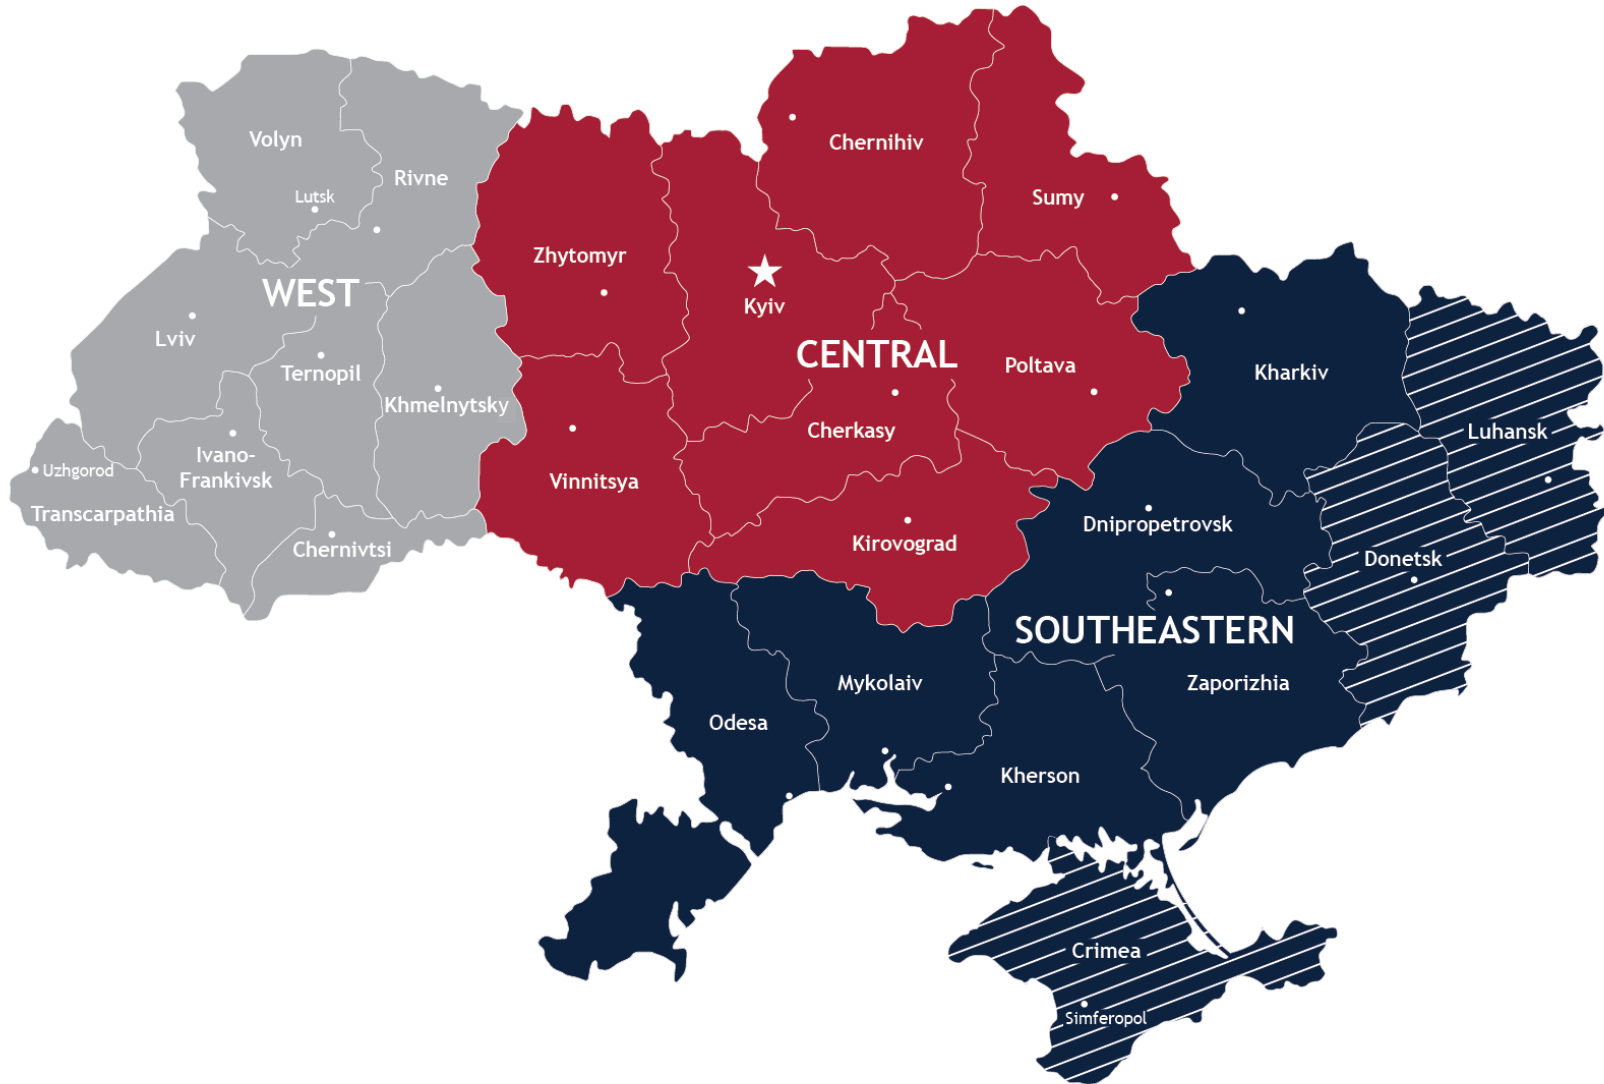 Volyn
Lutsk
Rivne
WEST
Lviv
Ternopil
Khmelnytsky
Ivano-
Frankivsk
Uzhgorod
Transcarpathia
Chernivtsi
Chernihiv
Sumy
Zhytomyr
Kyiv
CENTRAL
Poltava
Cherkasy
Vinnitsya
Kirovograd
Kharkiv
Luhansk
Dnipropetrovsk
Donetsk
SOUTHEASTERN
Mykolaiv
Zaporizhia
Odesa
Kherson
Crimea
Simferopol